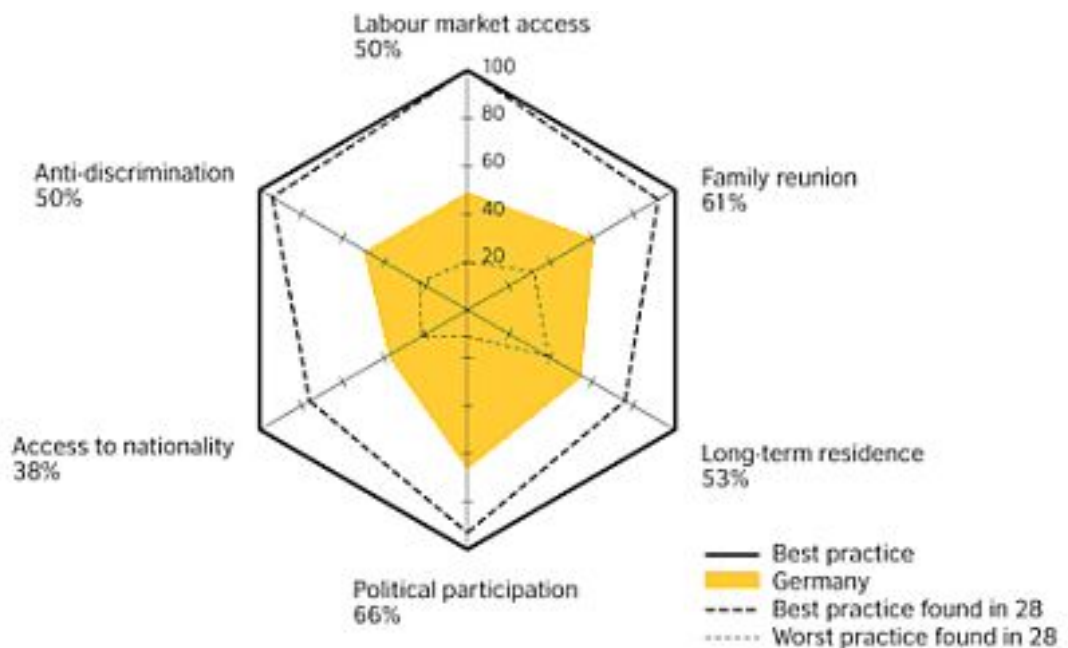 Labour market access
50%
100
80
60
40
20
Anti-discrimination
50%
Family reunion
61%
Access to nationality
38%
Long-term residence
53%
Political participation
66%
Best practice
Germany
Best practice found in 28
Worst practice found in 28